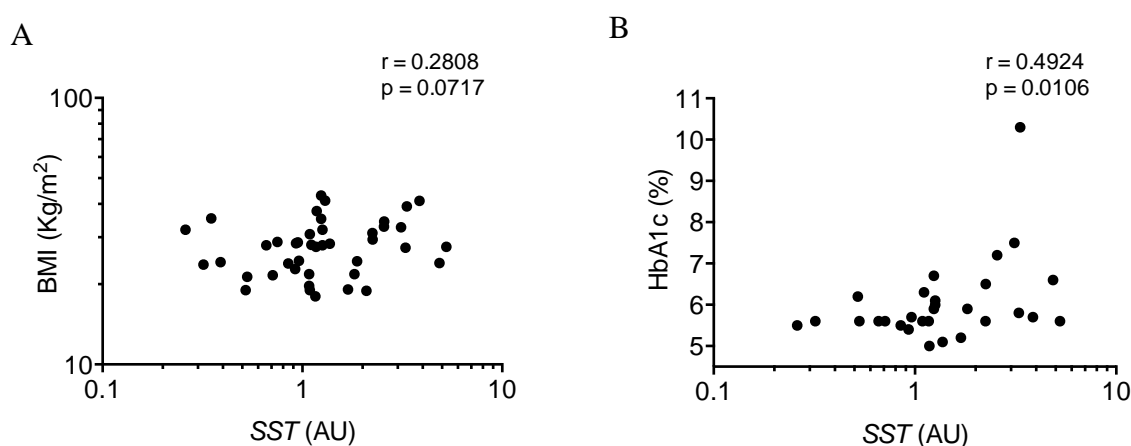 A
r = 0.2808
p = 0.0717
100
BMI (Kg/m²)
10
0.1
1
10
SST (AU)
B
r = 0.4924
p = 0.0106
11
10
9
8
HbA1c (%)
7
6
5
0.1
1
10
SST (AU)